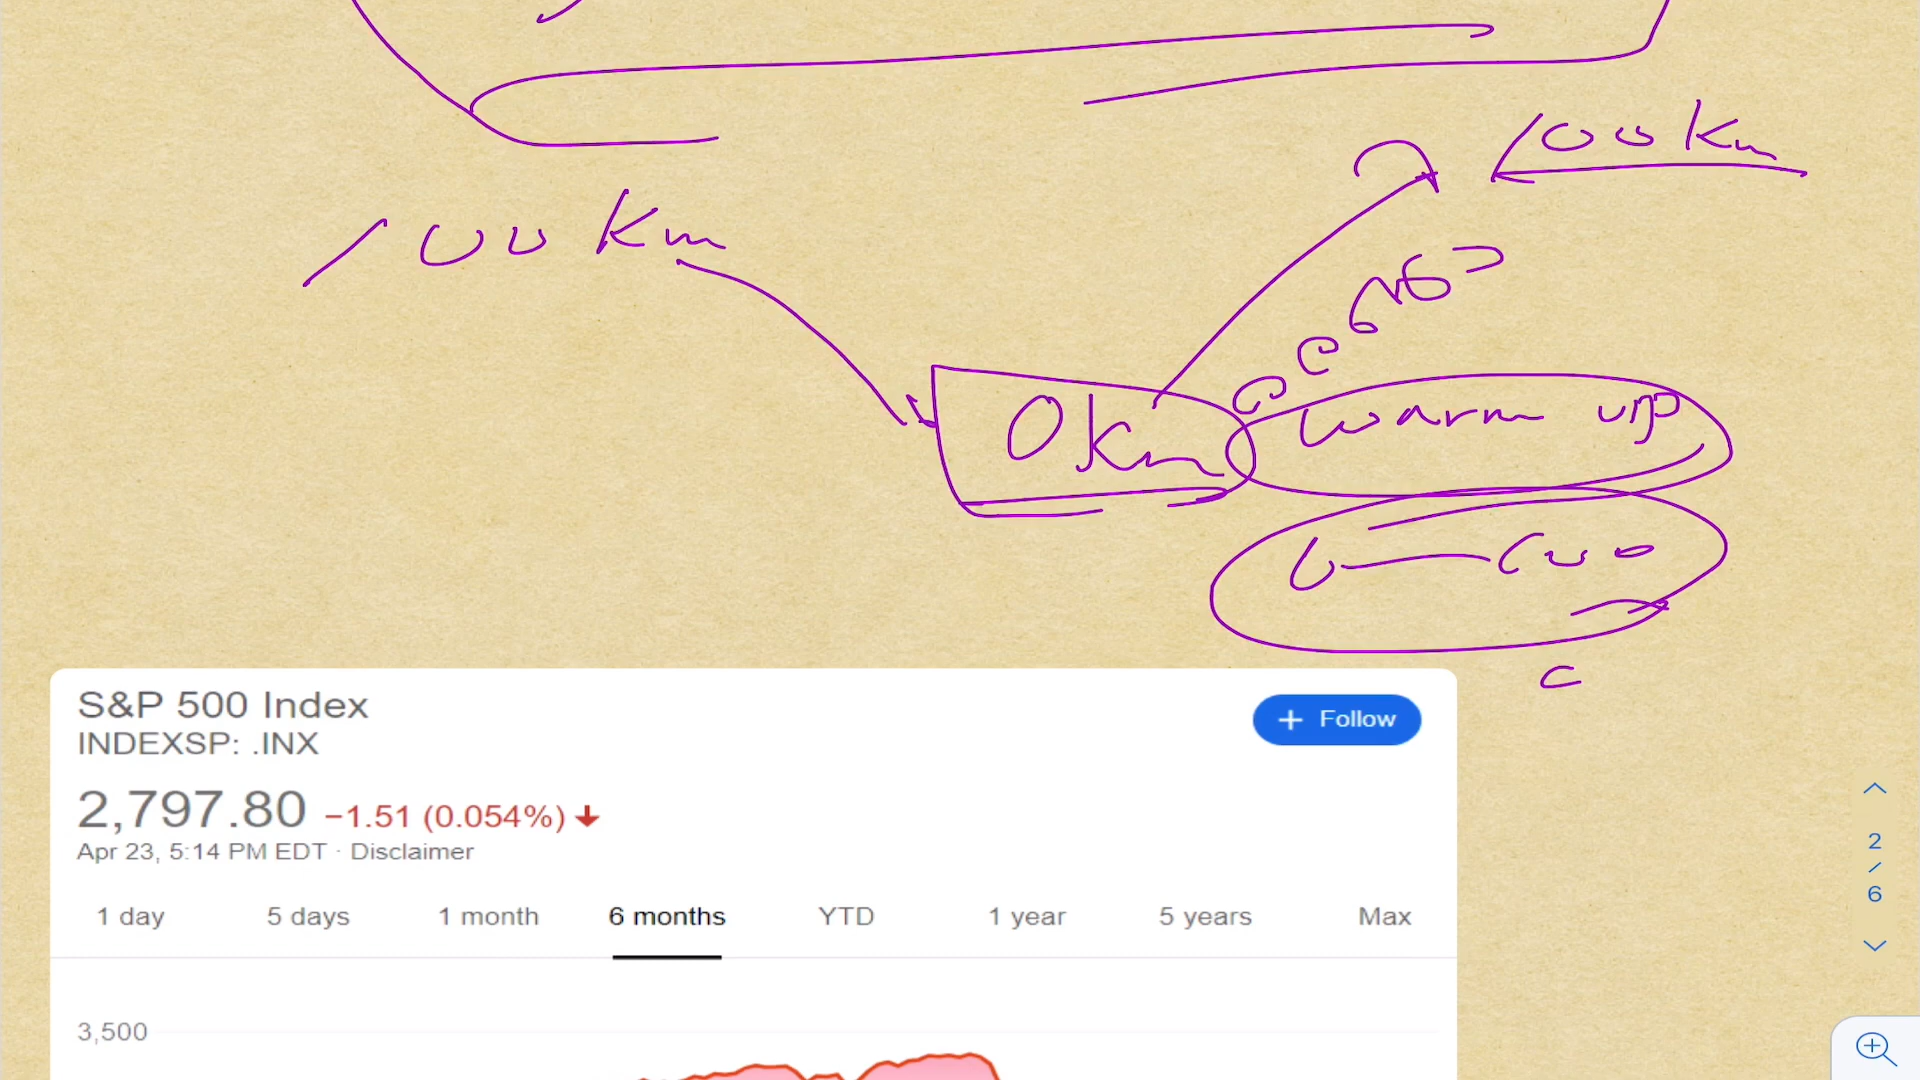 100 Km
100 Km
0 Km
warm up
S&P 500 Index
INDEXSP: .INX
+ Follow
2,797.80 −1.51 (0.054%) ↓
Apr 23, 5:14 PM EDT · Disclaimer
1 day 5 days 1 month 6 months YTD 1 year 5 years Max
3,500
2
/
6